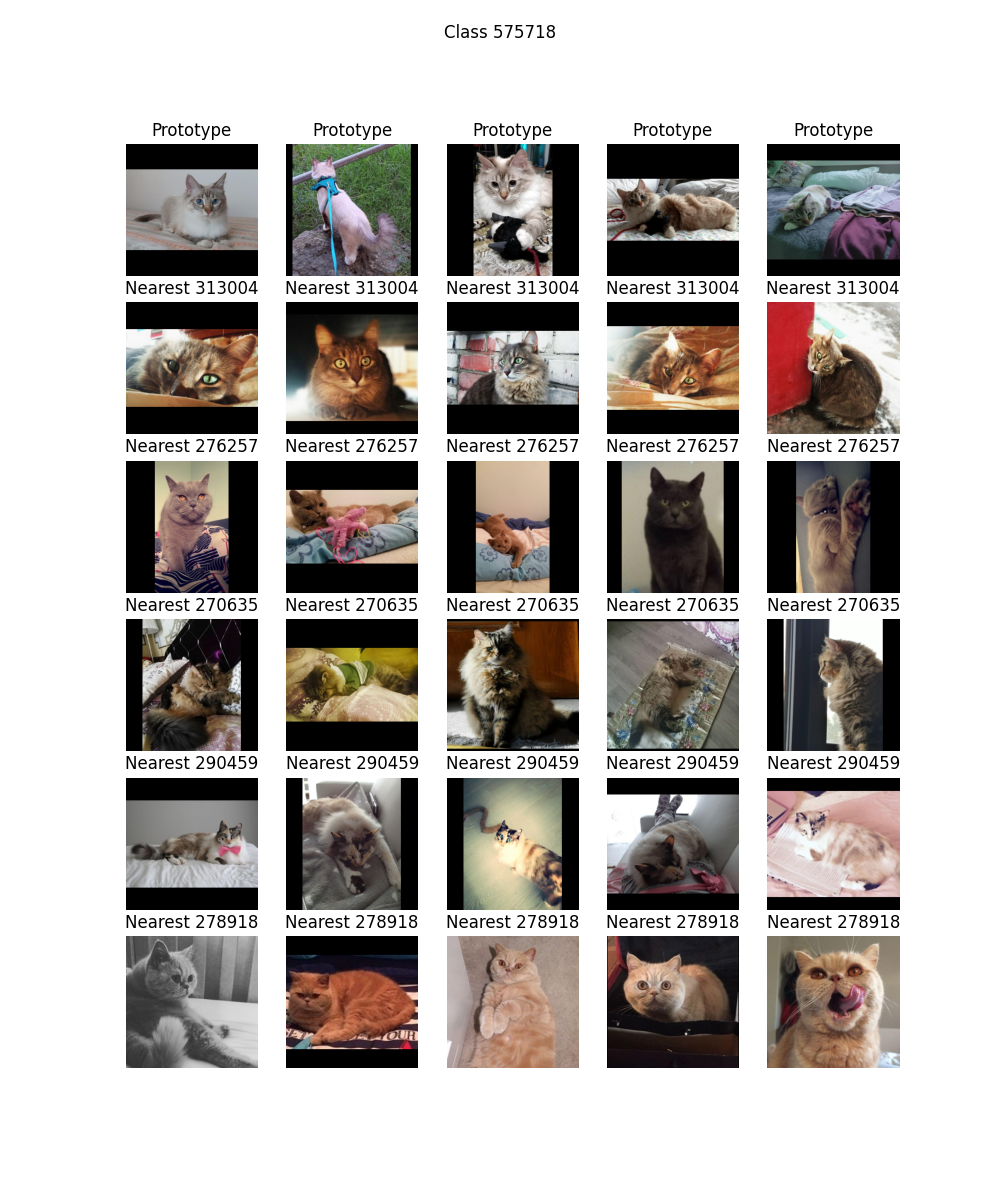 Class 575718
Prototype Prototype Prototype Prototype Prototype
Nearest 313004 Nearest 313004 Nearest 313004 Nearest 313004 Nearest 313004
Nearest 276257 Nearest 276257 Nearest 276257 Nearest 276257 Nearest 276257
Nearest 270635 Nearest 270635 Nearest 270635 Nearest 270635 Nearest 270635
Nearest 290459 Nearest 290459 Nearest 290459 Nearest 290459 Nearest 290459
Nearest 278918 Nearest 278918 Nearest 278918 Nearest 278918 Nearest 278918